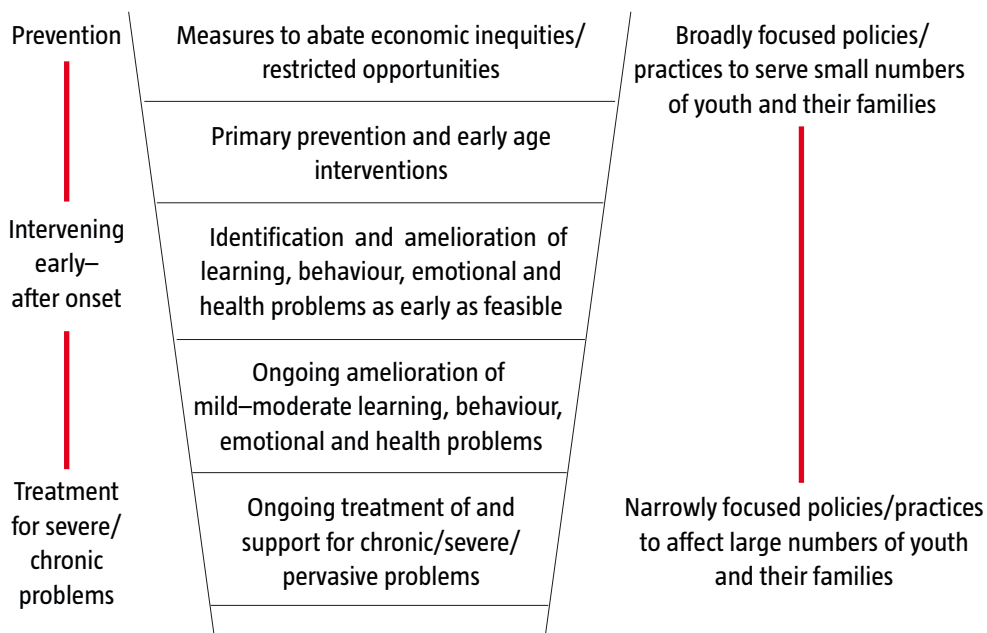 Prevention
Intervening
early–
after onset
Treatment
for severe/
chronic
problems
Measures to abate economic inequities/
restricted opportunities
Primary prevention and early age
interventions
Identification and amelioration of
learning, behaviour, emotional and
health problems as early as feasible
Ongoing amelioration of
mild–moderate learning, behaviour,
emotional and health problems
Ongoing treatment of and
support for chronic/severe/
pervasive problems
Broadly focused policies/
practices to serve small numbers
of youth and their families
Narrowly focused policies/practices
to affect large numbers of youth
and their families